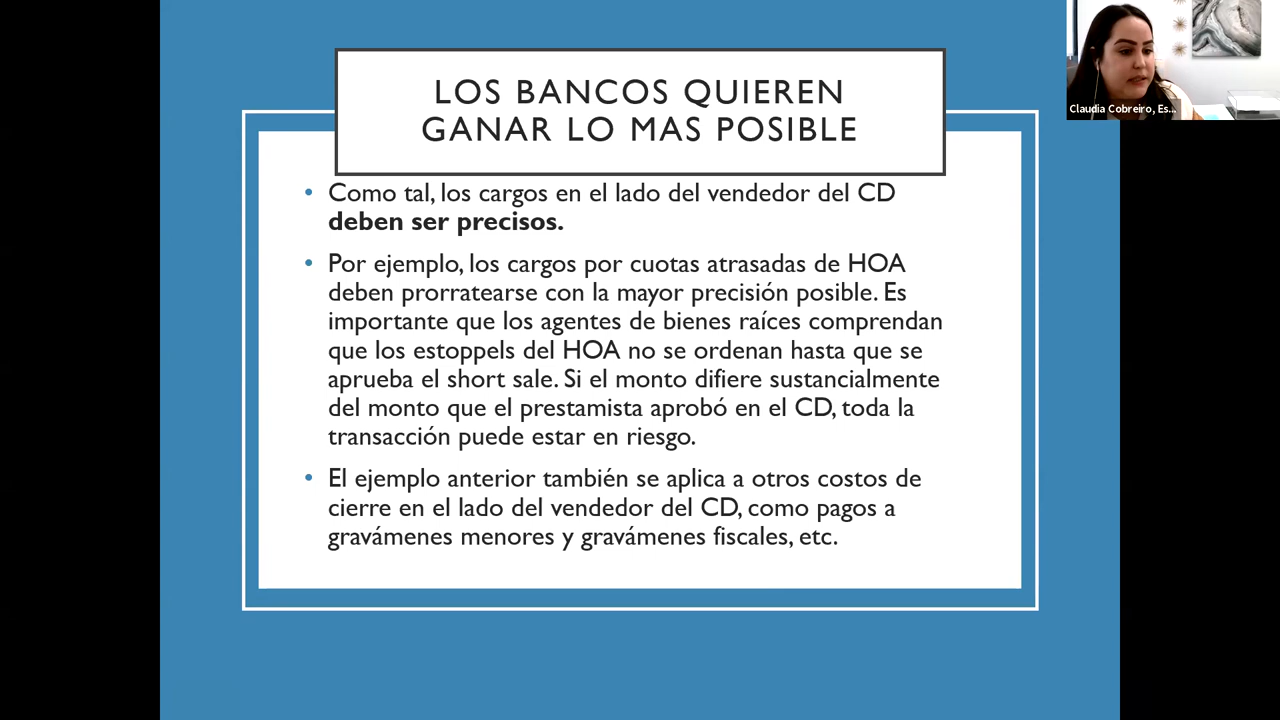 LOS BANCOS QUIEREN
GANAR LO MAS POSIBLE
• Como tal, los cargos en el lado del vendedor del CD
deben ser precisos.
• Por ejemplo, los cargos por cuotas atrasadas de HOA
deben prorratearse con la mayor precisión posible. Es
importante que los agentes de bienes raíces comprendan
que los estoppels del HOA no se ordenan hasta que se
aprueba el short sale. Si el monto difiere sustancialmente
del monto que el prestamista aprobó en el CD, toda la
transacción puede estar en riesgo.
• El ejemplo anterior también se aplica a otros costos de
cierre en el lado del vendedor del CD, como pagos a
gravámenes menores y gravámenes fiscales, etc.
Claudia Cobreiro, Es...